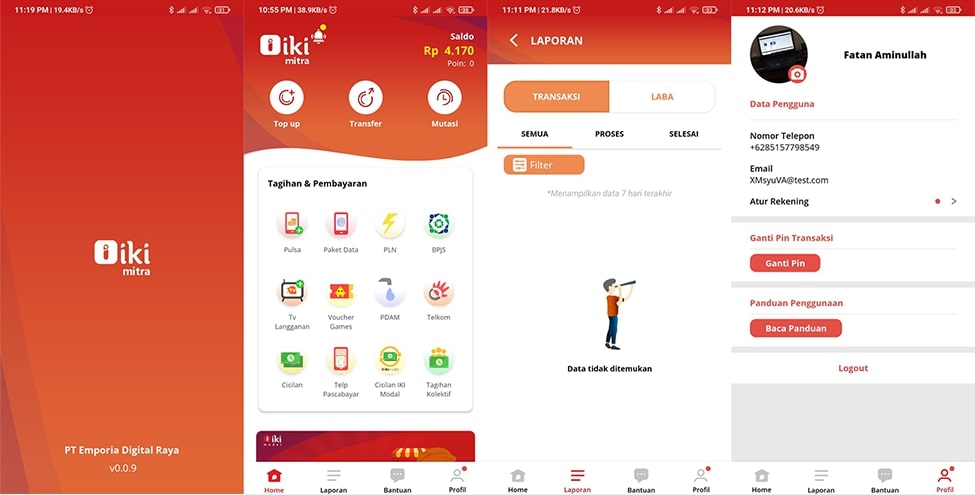 11:19 PM | 19.4KB/s
iki
mitra
PT Emporia Digital Raya
v0.0.9
10:55 PM | 38.9KB/s
iki
mitra
Saldo
Rp 4.170
Poin: 0
Top up
Transfer
Mutasi
Tagihan & Pembayaran
Pulsa
Paket Data
PLN
BPJS
Tv
Langganan
Voucher
Games
PDAM
Telkom
Cicilan
Telp
Pascabayar
Cicilan IKI
Modal
Tagihan
Kolektif
iki
modal
Home
Laporan
Bantuan
Profil
11:11 PM | 21.8KB/s
LAPORAN
TRANSAKSI
LABA
SEMUA
PROSES
SELESAI
Filter
*Menampilkan data 7 hari terakhir
Data tidak ditemukan
Home
Laporan
Bantuan
Profil
11:12 PM | 20.6KB/s
Fatan Aminullah
Data Pengguna
Nomor Telepon
+6285157798549
Email
XMsyuVA@test.com
Atur Rekening
Ganti Pin Transaksi
Ganti Pin
Panduan Penggunaan
Baca Panduan
Logout
Home
Laporan
Bantuan
Profil